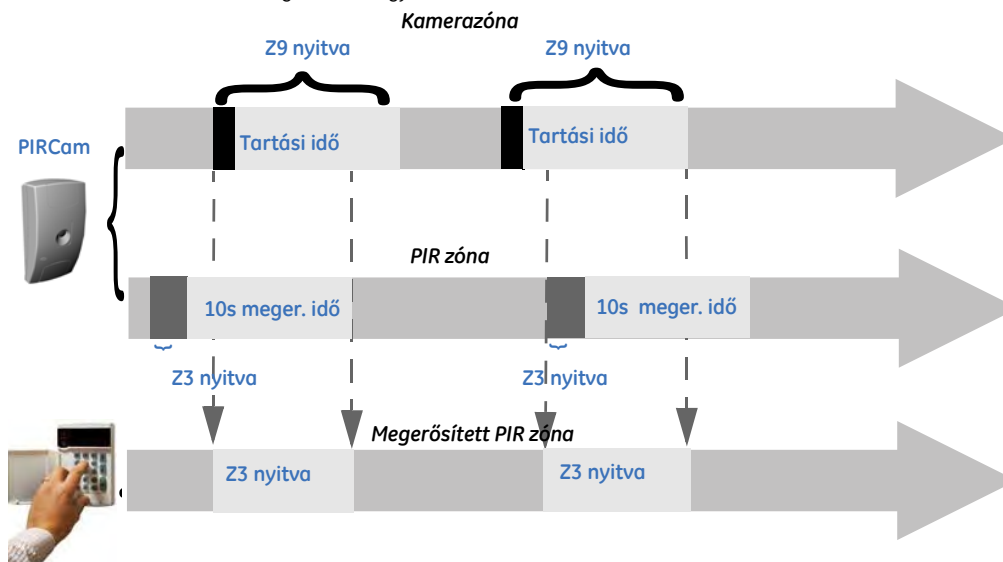 Kamerazóna
Z9 nyitva Z9 nyitva
Tartási idő Tartási idő
PIRCam
PIR zóna
10s meger. idő 10s meger. idő
Z3 nyitva Z3 nyitva
Megerősített PIR zóna
Z3 nyitva Z3 nyitva